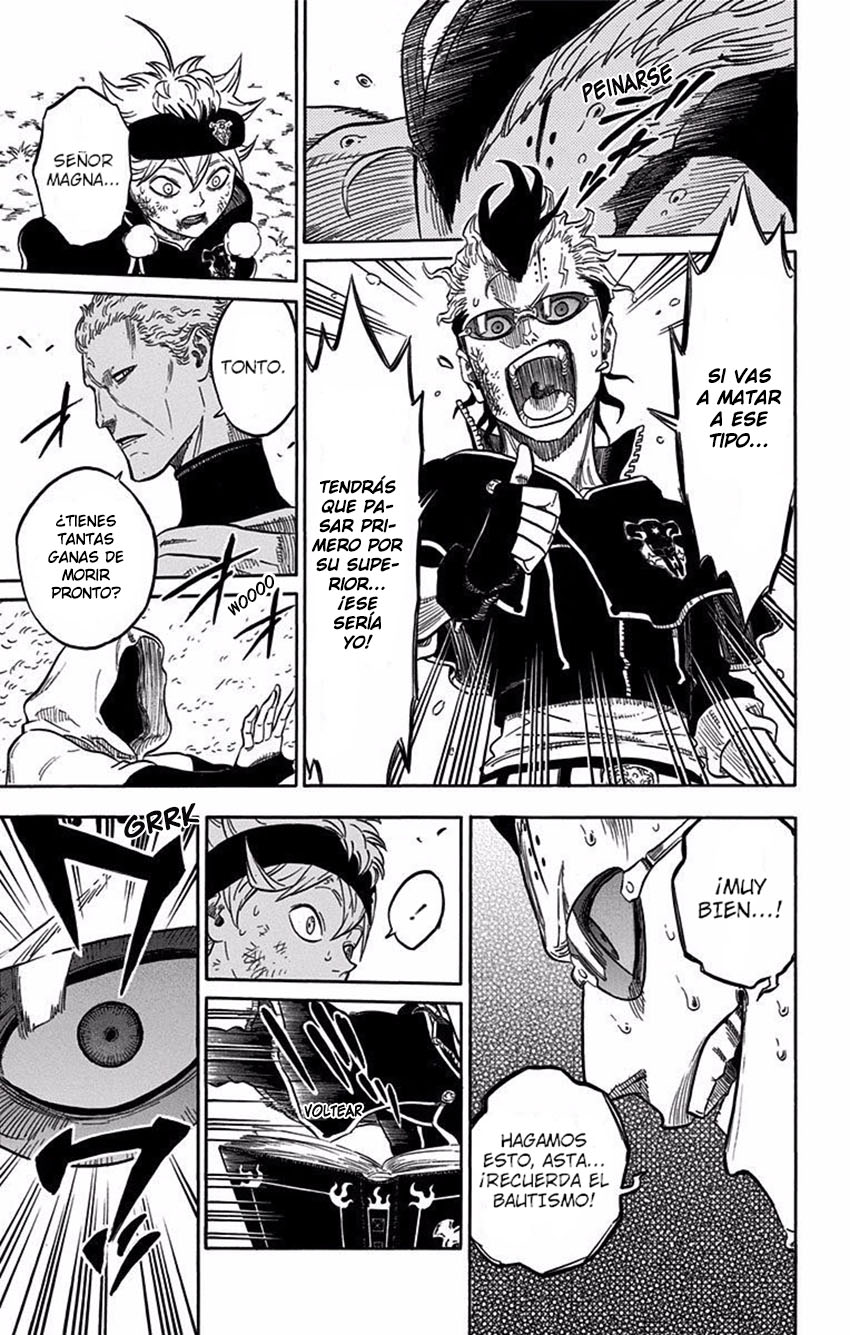 PEINARSE
SI VAS
A MATAR
A ESE
TIPO...
TENDRÁS
QUE PA-
SAR PRI-
MERO POR
SU SUPE-
RIOR...
¡ESE
SERÍA
YO!
SEÑOR
MAGNA...
TONTO.
¿TIENES
TANTAS
GANAS DE
MORIR
PRONTO?
WOOOO
¡MUY
BIEN...!
HAGAMOS
ESTO, ASTA...
¡RECUERDA EL
BAUTISMO!
...!
VOLTEAR
GRRK